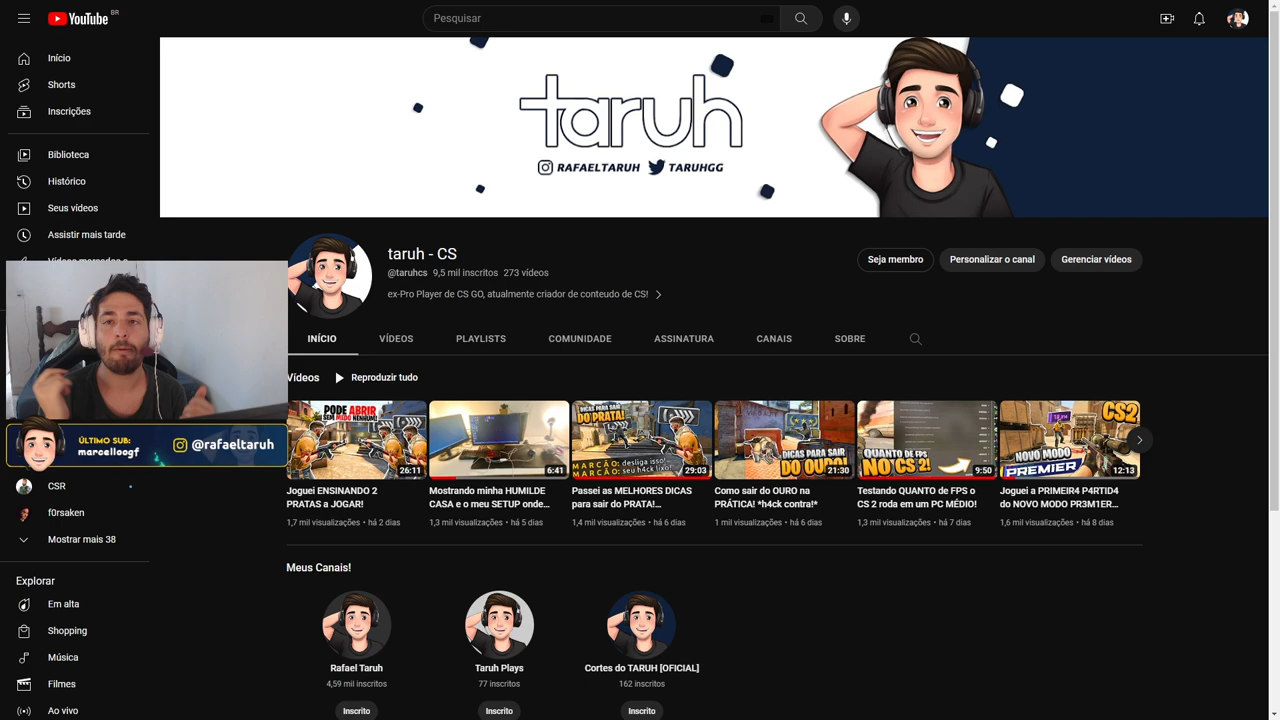 YouTube BR
Pesquisar
Início
Shorts
Inscrições
Biblioteca
Histórico
Seus vídeos
Assistir mais tarde
taruh
RAFAELTARUH TARUHGG
taruh - CS
@taruhcs 9,5 mil inscritos 273 vídeos
ex-Pro Player de CS GO, atualmente criador de conteudo de CS!
Seja membro
Personalizar o canal
Gerenciar vídeos
INÍCIO VÍDEOS PLAYLISTS COMUNIDADE ASSINATURA CANAIS SOBRE
Vídeos Reproduzir tudo
PODE ABRIR
SEM MEDO NENHUM!
26:11
Joguei ENSINANDO 2
PRATAS a JOGAR!
1,7 mil visualizações • há 2 dias
6:41
Mostrando minha HUMILDE
CASA e o meu SETUP onde...
1,3 mil visualizações • há 5 dias
DICAS PARA SAIR
DO PRATA!
MARCÃO: desliga isso!
MARCÃO: seu h4ck lixo!
29:03
Passei as MELHORES DICAS
para sair do PRATA!...
1,4 mil visualizações • há 6 dias
DICAS PARA SAIR
DO OURO!
21:30
Como sair do OURO na
PRÁTICA! *h4ck contra!*
1 mil visualizações • há 6 dias
QUANTO DE FPS
NO CS 2!
9:50
Testando QUANTO de FPS o
CS 2 roda em um PC MÉDIO!
1,3 mil visualizações • há 7 dias
CS2
NOVO MODO
PREMIER
12:13
Joguei a PRIMEIR4 P4RTID4
do NOVO MODO PR3M1ER...
1,6 mil visualizações • há 8 dias
ÚLTIMO SUB:
marcelloogf
@rafaeltaruh
CSR
f0rsaken
Mostrar mais 38
Explorar
Em alta
Shopping
Música
Filmes
Ao vivo
Meus Canais!
Rafael Taruh
4,59 mil inscritos
Inscrito
Taruh Plays
77 inscritos
Inscrito
Cortes do TARUH [OFICIAL]
162 inscritos
Inscrito